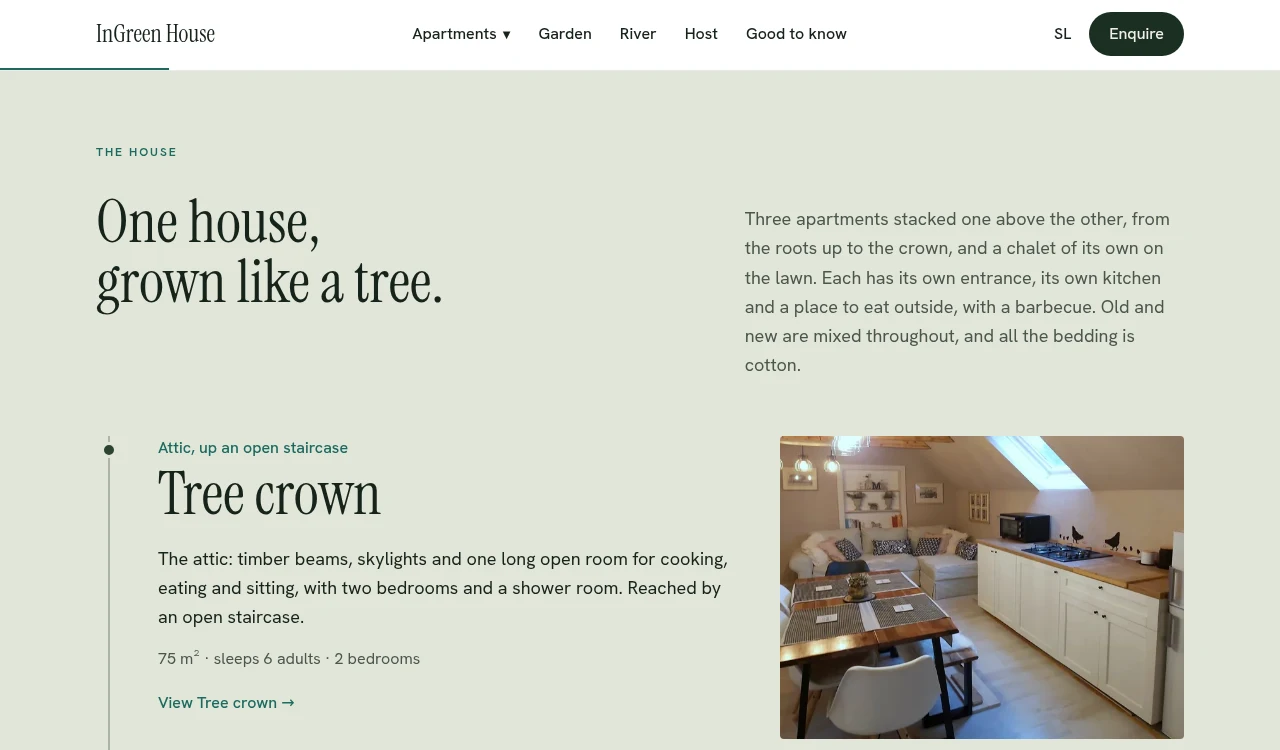 InGreen House
Apartments ▾
Garden
River
Host
Good to know
SL
Enquire
THE HOUSE
One house,
grown like a tree.
Three apartments stacked one above the other, from
the roots up to the crown, and a chalet of its own on
the lawn. Each has its own entrance, its own kitchen
and a place to eat outside, with a barbecue. Old and
new are mixed throughout, and all the bedding is
cotton.
Attic, up an open staircase
Tree crown
The attic: timber beams, skylights and one long open room for cooking,
eating and sitting, with two bedrooms and a shower room. Reached by
an open staircase.
75 m² · sleeps 6 adults · 2 bedrooms
View Tree crown →